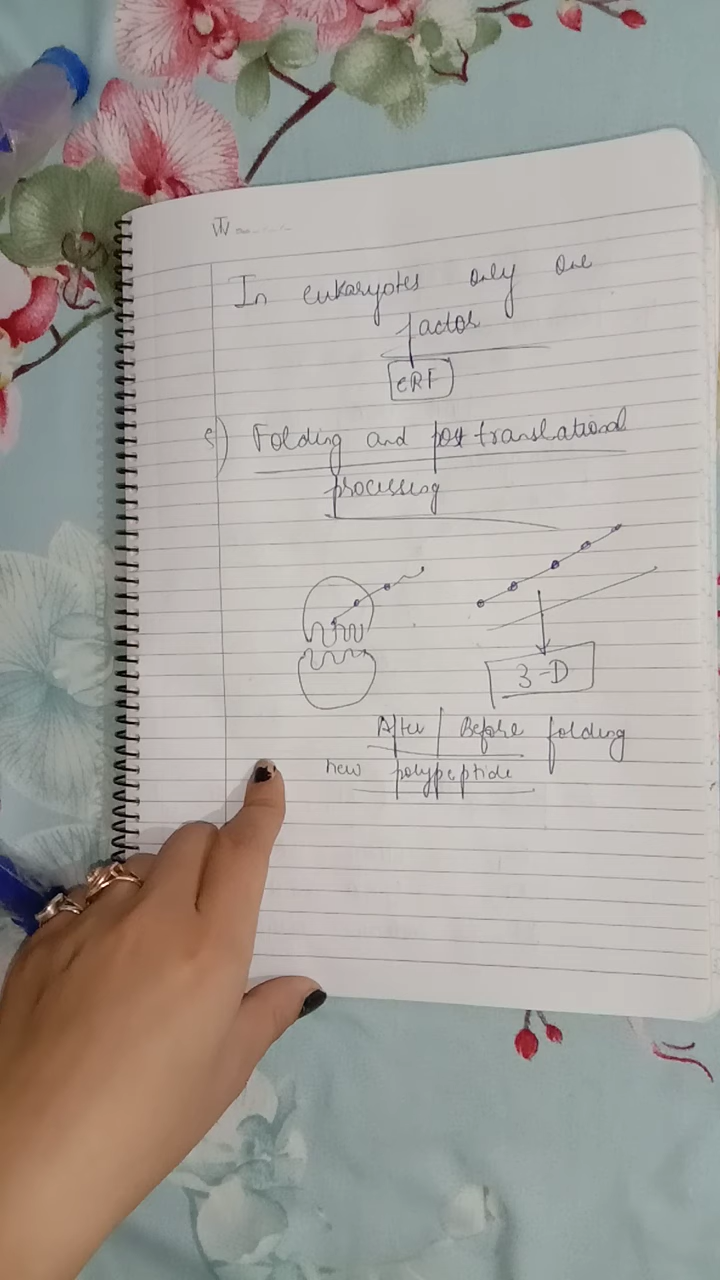 In eukaryotes only one
factor
eRF
5) Folding and post translational
processing
3-D
After / Before folding
new polypeptide